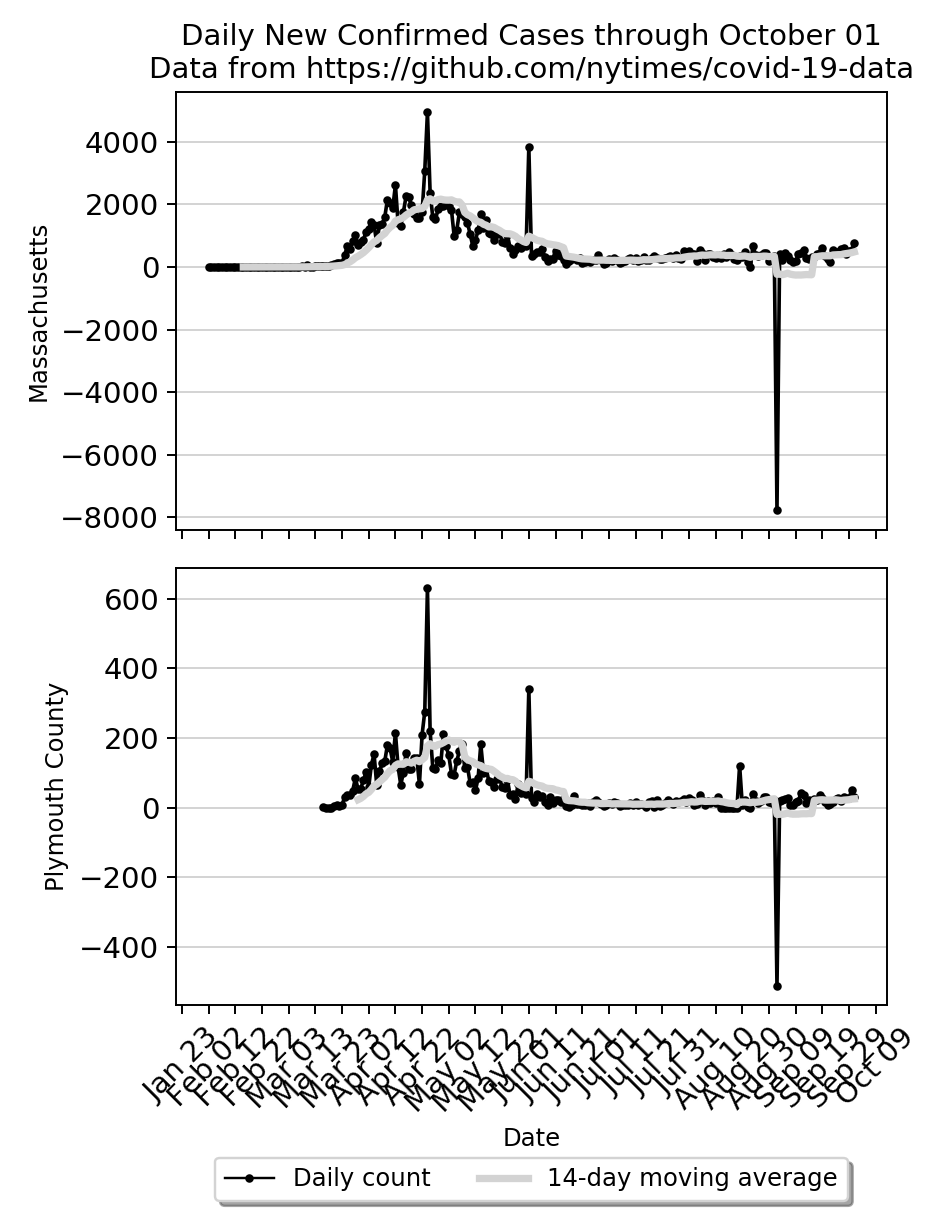 Daily New Confirmed Cases through October 01
Data from https://github.com/nytimes/covid-19-data
4000
2000
0
−2000
−4000
−6000
−8000
Massachusetts
600
400
200
0
−200
−400
Plymouth County
Jan 23
Feb 02
Feb 12
Feb 22
Mar 03
Mar 13
Mar 23
Apr 02
Apr 12
Apr 22
May 02
May 12
May 22
Jun 01
Jun 11
Jun 21
Jul 01
Jul 11
Jul 21
Jul 31
Aug 10
Aug 20
Aug 30
Sep 09
Sep 19
Sep 29
Oct 09
Date
Daily count
14-day moving average